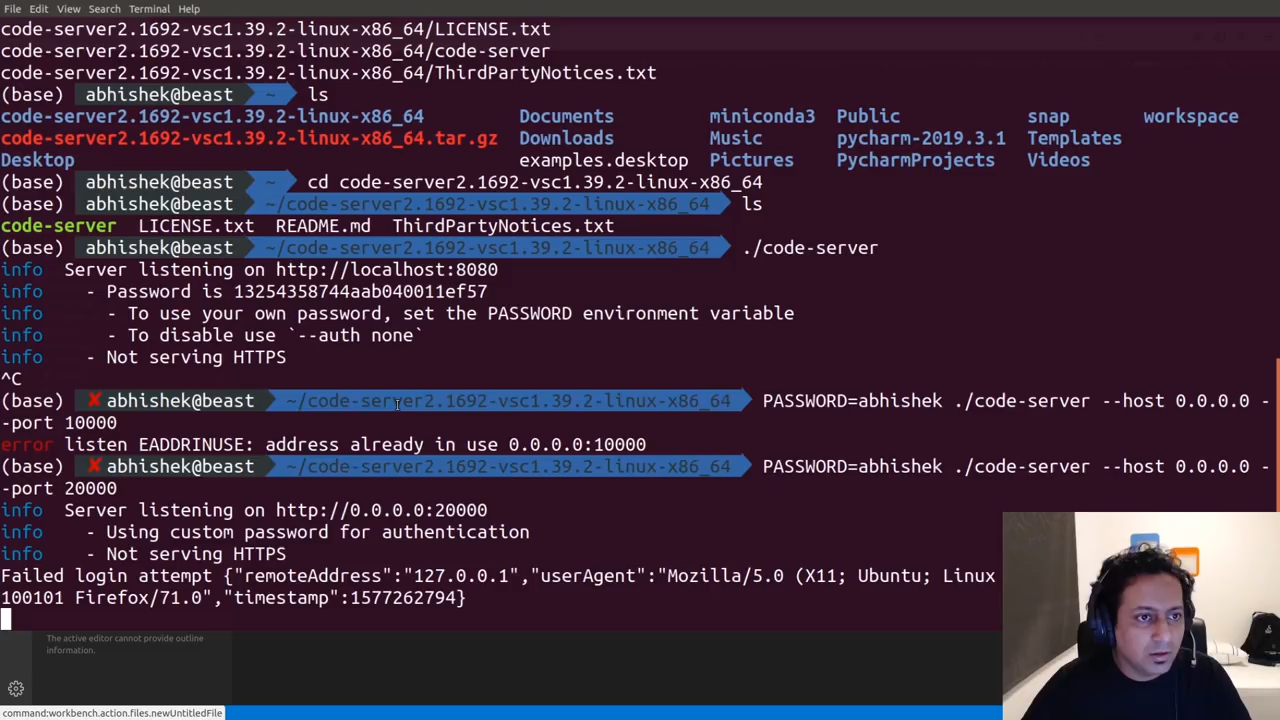 File Edit View Search Terminal Help
code-server2.1692-vsc1.39.2-linux-x86_64/LICENSE.txt
code-server2.1692-vsc1.39.2-linux-x86_64/code-server
code-server2.1692-vsc1.39.2-linux-x86_64/ThirdPartyNotices.txt
(base) abhishek@beast ~ ls
code-server2.1692-vsc1.39.2-linux-x86_64 Documents miniconda3 Public snap workspace
code-server2.1692-vsc1.39.2-linux-x86_64.tar.gz Downloads Music pycharm-2019.3.1 Templates
Desktop examples.desktop Pictures PycharmProjects Videos
(base) abhishek@beast ~ cd code-server2.1692-vsc1.39.2-linux-x86_64
(base) abhishek@beast ~/code-server2.1692-vsc1.39.2-linux-x86_64 ls
code-server LICENSE.txt README.md ThirdPartyNotices.txt
(base) abhishek@beast ~/code-server2.1692-vsc1.39.2-linux-x86_64 ./code-server
info Server listening on http://localhost:8080
info - Password is 13254358744aab040011ef57
info - To use your own password, set the PASSWORD environment variable
info - To disable use `--auth none`
info - Not serving HTTPS
^C
(base) ✘ abhishek@beast ~/code-server2.1692-vsc1.39.2-linux-x86_64 PASSWORD=abhishek ./code-server --host 0.0.0.0 -
-port 10000
error listen EADDRINUSE: address already in use 0.0.0.0:10000
(base) ✘ abhishek@beast ~/code-server2.1692-vsc1.39.2-linux-x86_64 PASSWORD=abhishek ./code-server --host 0.0.0.0 -
-port 20000
info Server listening on http://0.0.0.0:20000
info - Using custom password for authentication
info - Not serving HTTPS
Failed login attempt {"remoteAddress":"127.0.0.1","userAgent":"Mozilla/5.0 (X11; Ubuntu; Linux
100101 Firefox/71.0","timestamp":1577262794}
The active editor cannot provide outline
information.
command:workbench.action.files.newUntitledFile